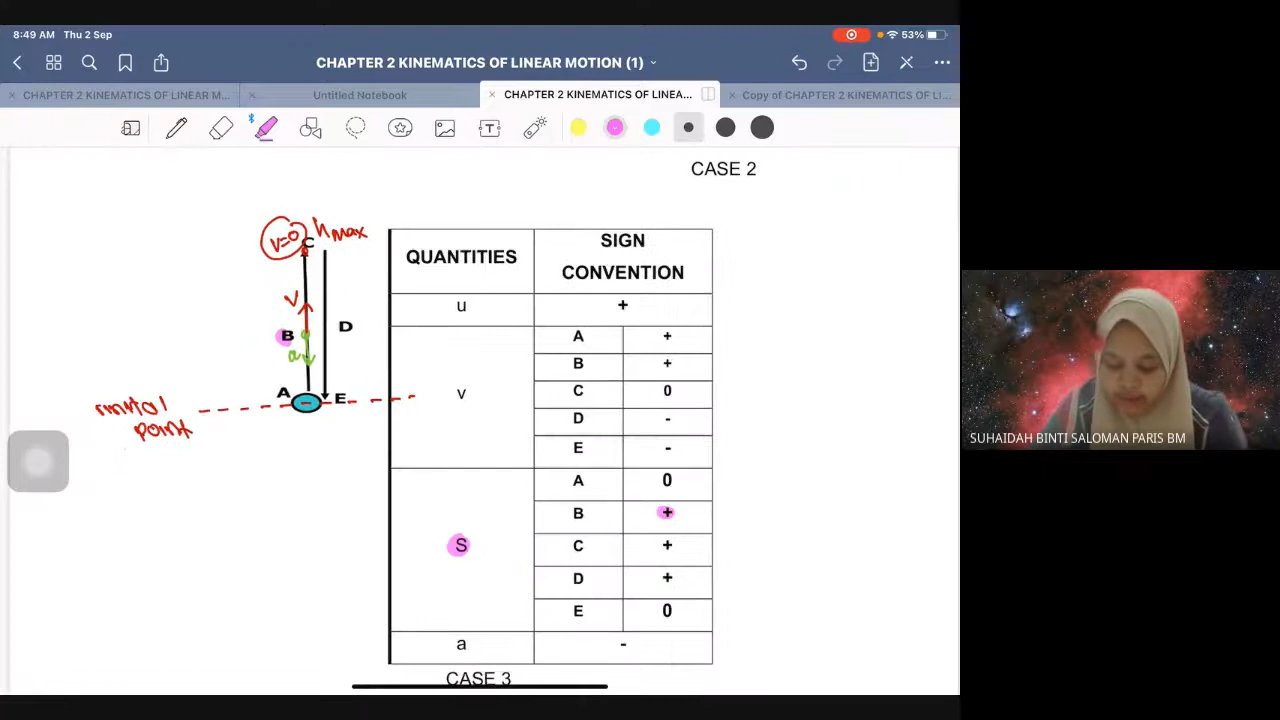 8:49 AM Thu 2 Sep
53%
CHAPTER 2 KINEMATICS OF LINEAR MOTION (1)
CHAPTER 2 KINEMATICS OF LINEAR M...
Untitled Notebook
CHAPTER 2 KINEMATICS OF LINEA...
Copy of CHAPTER 2 KINEMATICS OF LI...
CASE 2
v=0 C hmax
v
B
a
D
A E
point
QUANTITIES SIGN CONVENTION
u +
v
A +
B +
C 0
D -
E -
S
A 0
B +
C +
D +
E 0
a -
CASE 3
SUHAIDAH BINTI SALOMAN PARIS BM